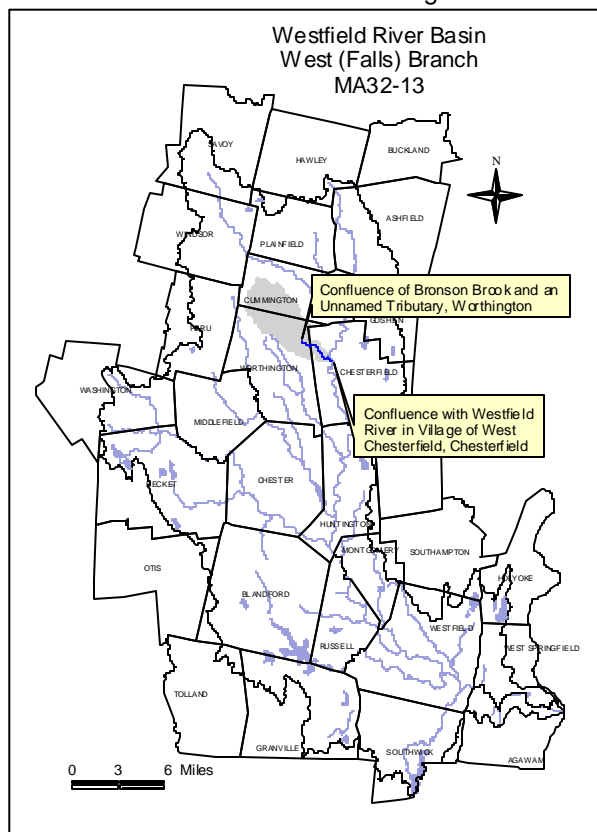 Westfield River Basin
West (Falls) Branch
MA32-13
SAVOY
HAWLEY
BUCKLAND
N
ASHFIELD
WINDSOR
PLAINFIELD
Confluence of Bronson Brook and an
Unnamed Tributary, Worthington
CUMMINGTON
GOSHEN
PERU
WORTHINGTON
CHESTERFIELD
WASHINGTON
MIDDLEFIELD
Confluence with Westfield
River in Village of West
Chesterfield, Chesterfield
BECKET
CHESTER
HUNTINGTON
MONTGOMERY
SOUTHAMPTON
OTIS
HOLYOKE
BLANDFORD
WESTFIELD
RUSSELL
WEST SPRINGFIELD
TOLLAND
GRANVILLE
SOUTHWICK
AGAWAM
0 3 6 Miles